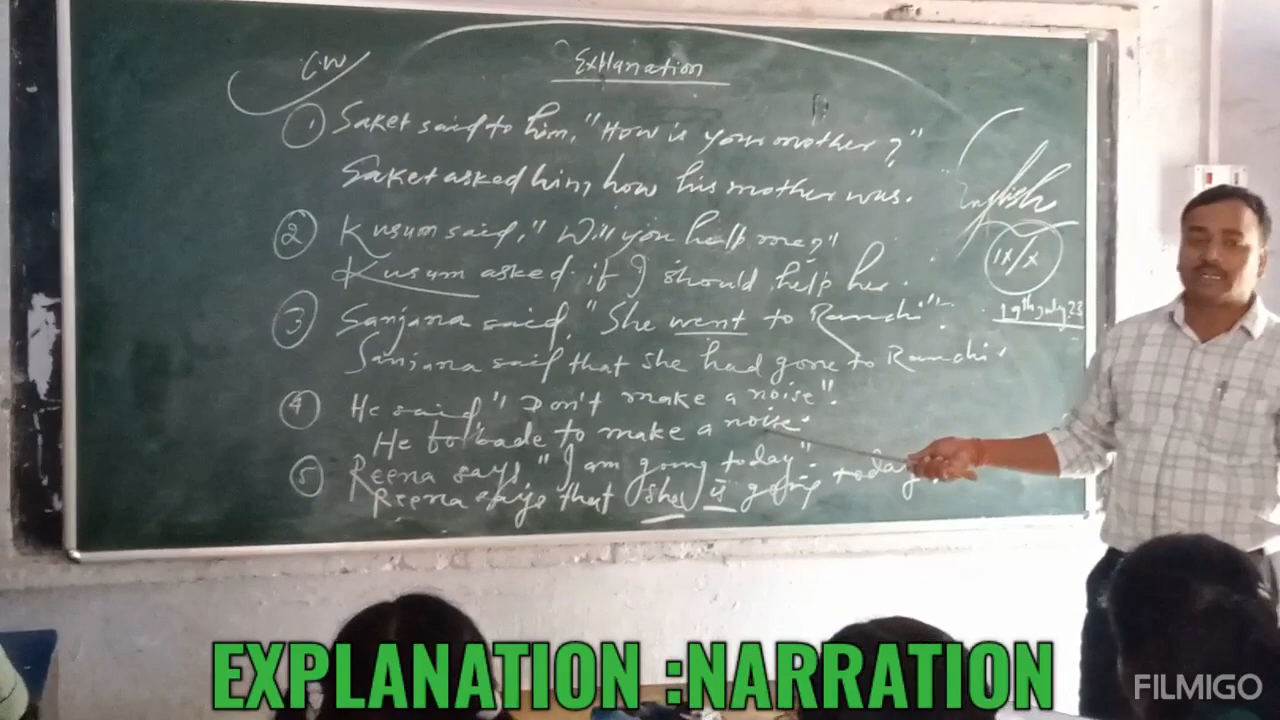 C.W
Explanation
① Saket said to him, "How is your mother?"
Saket asked him how his mother was.
② Kusum said, "Will you help me?"
Kusum asked if I should help her.
③ Sanjana said, "She went to Ranchi".
Sanjana said that she had gone to Ranchi.
④ He said "Don't make a noise".
He forbade to make a noise.
⑤ Reena says "I am going today".
Reena says that she is going today.
English
IX/X
19th July 23
EXPLANATION :NARRATION
FILMIGO